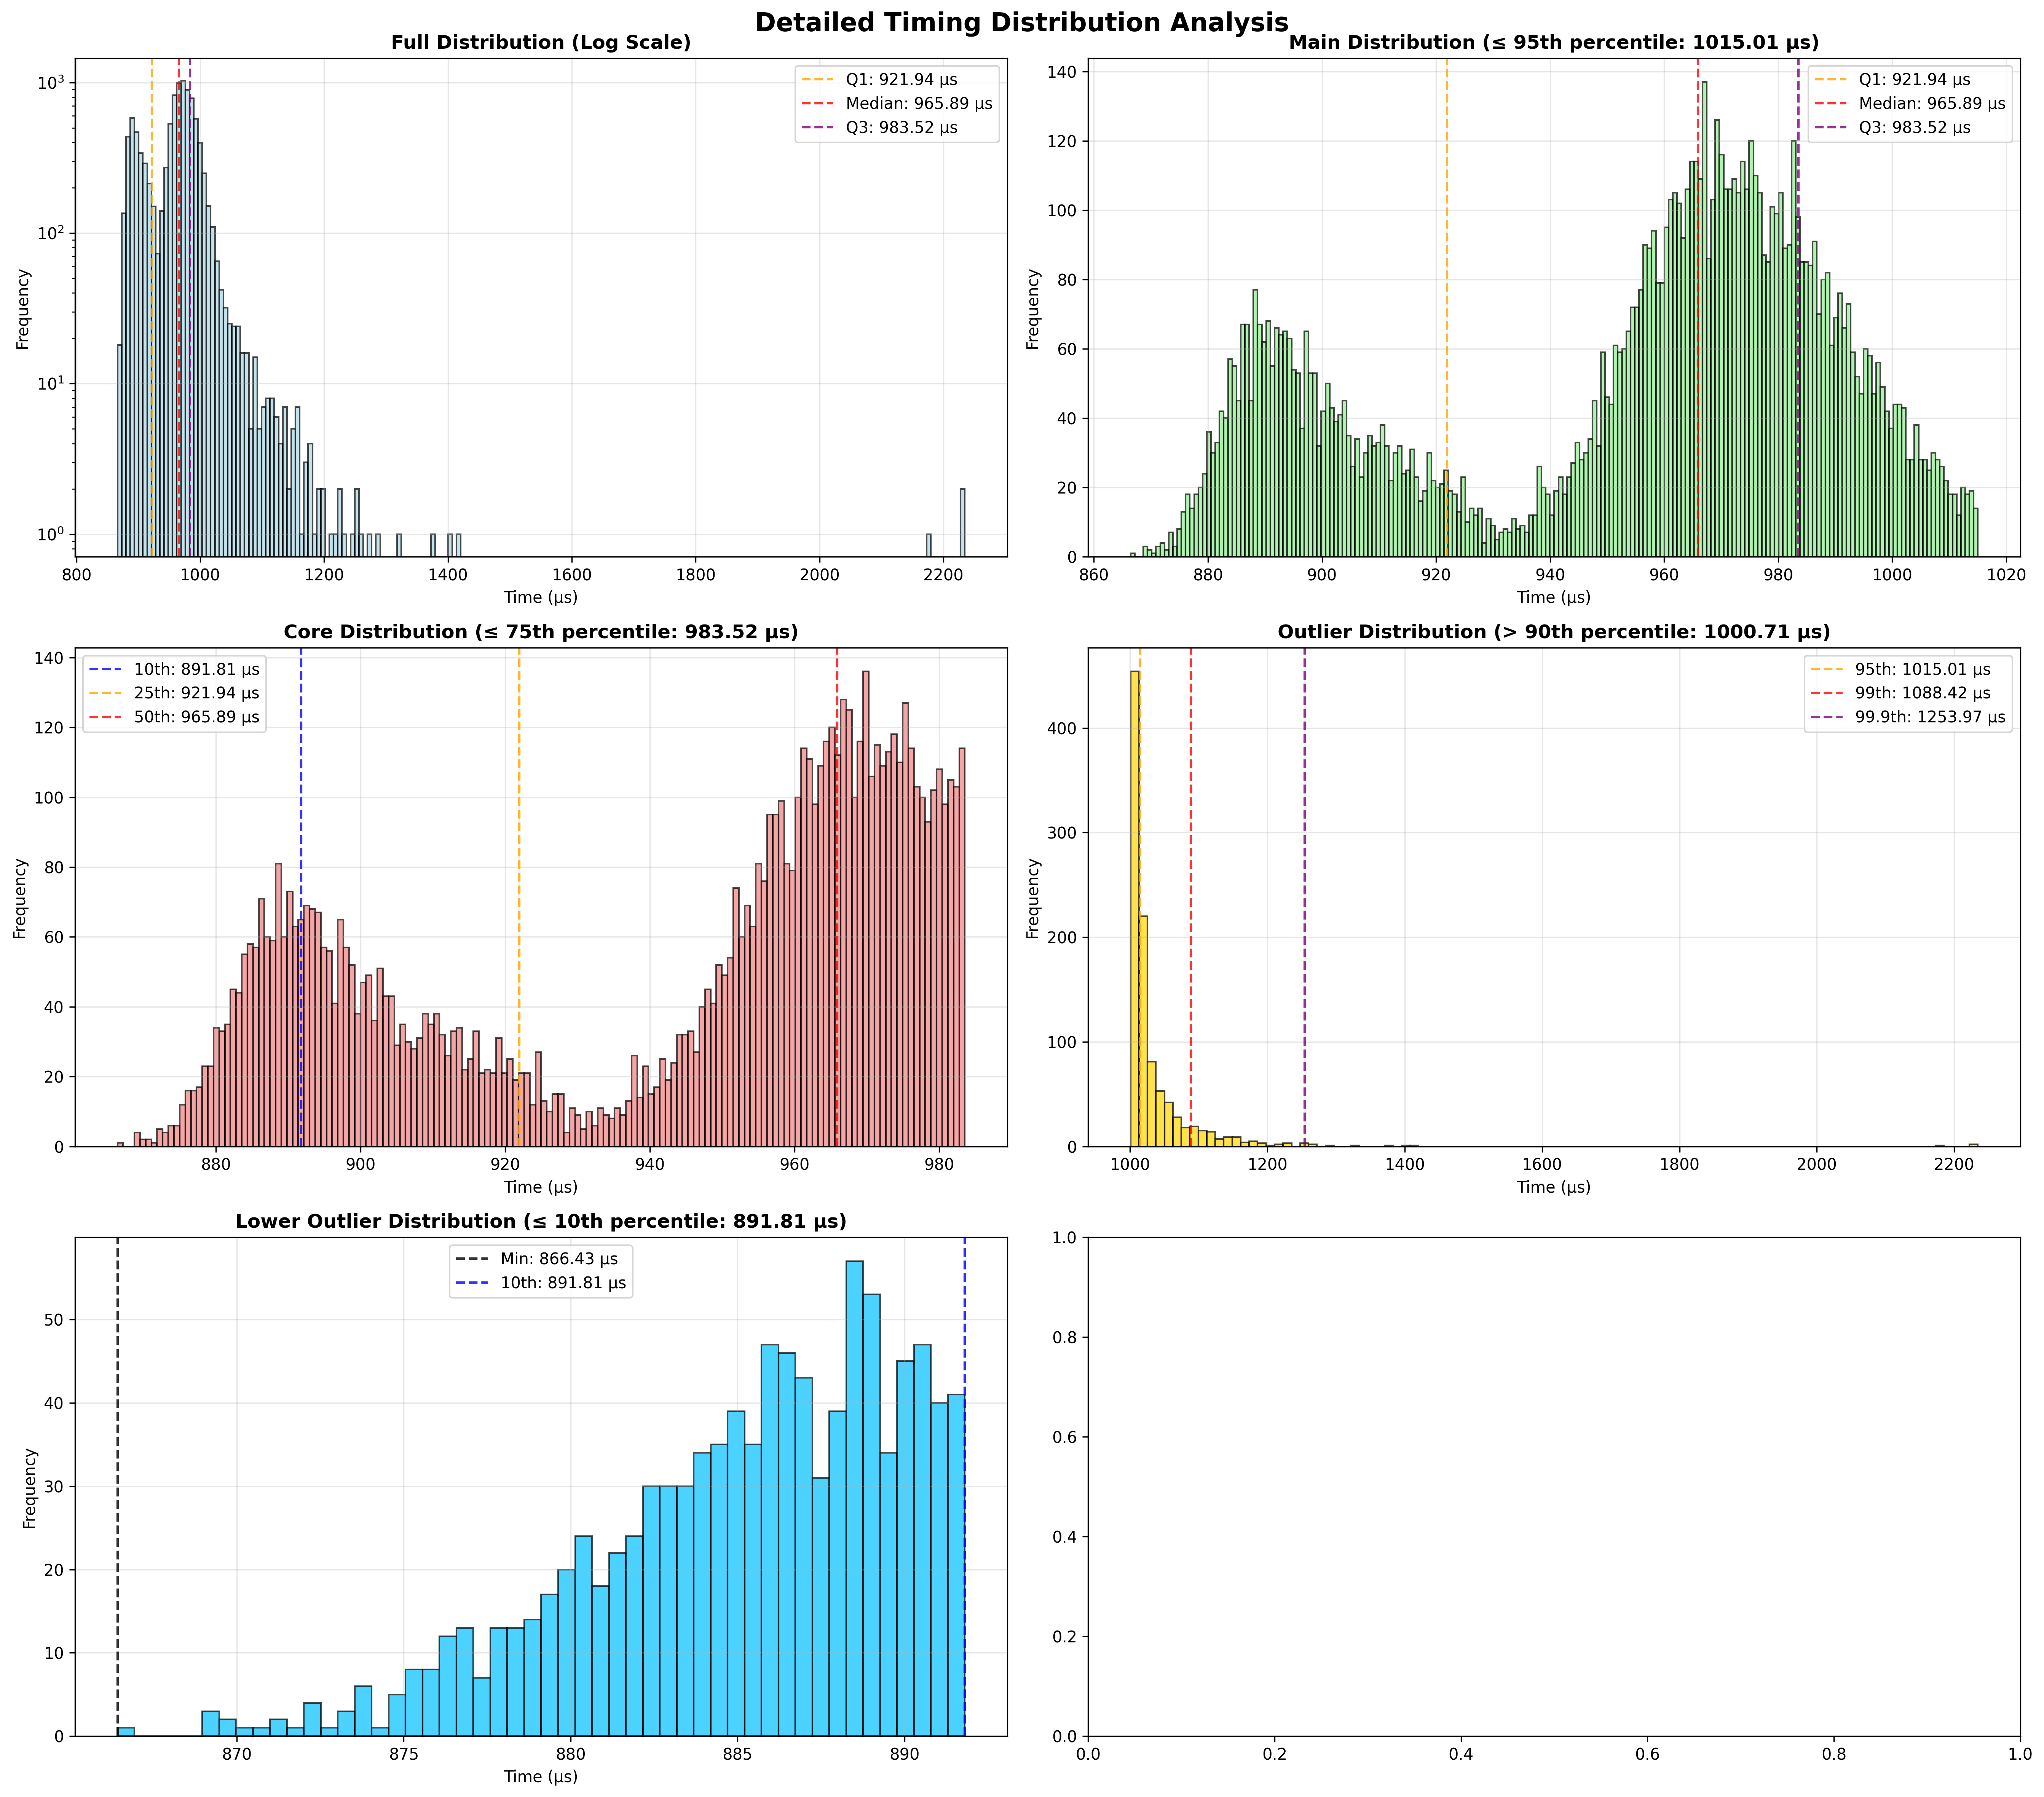 Detailed Timing Distribution Analysis
Full Distribution (Log Scale)
Frequency
10³
10²
10¹
10⁰
Q1: 921.94 µs
Median: 965.89 µs
Q3: 983.52 µs
800 1000 1200 1400 1600 1800 2000 2200
Time (µs)
Main Distribution (≤ 95th percentile: 1015.01 µs)
Frequency
140
120
100
80
60
40
20
0
Q1: 921.94 µs
Median: 965.89 µs
Q3: 983.52 µs
860 880 900 920 940 960 980 1000 1020
Time (µs)
Core Distribution (≤ 75th percentile: 983.52 µs)
Frequency
140
120
100
80
60
40
20
0
10th: 891.81 µs
25th: 921.94 µs
50th: 965.89 µs
880 900 920 940 960 980
Time (µs)
Outlier Distribution (> 90th percentile: 1000.71 µs)
Frequency
400
300
200
100
0
95th: 1015.01 µs
99th: 1088.42 µs
99.9th: 1253.97 µs
1000 1200 1400 1600 1800 2000 2200
Time (µs)
Lower Outlier Distribution (≤ 10th percentile: 891.81 µs)
Frequency
50
40
30
20
10
0
Min: 866.43 µs
10th: 891.81 µs
870 875 880 885 890
Time (µs)
1.0
0.8
0.6
0.4
0.2
0.0
0.0 0.2 0.4 0.6 0.8 1.0